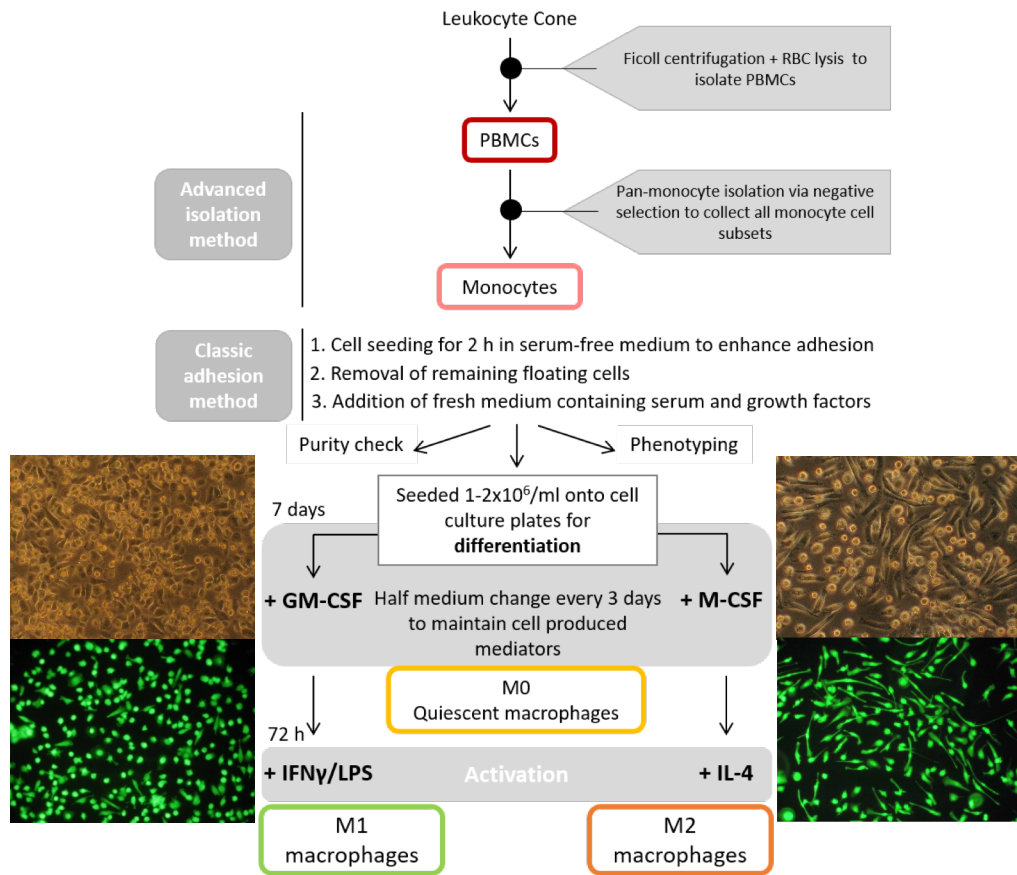 Leukocyte Cone
Ficoll centrifugation + RBC lysis to
isolate PBMCs
PBMCs
Advanced
isolation
method
Pan-monocyte isolation via negative
selection to collect all monocyte cell
subsets
Monocytes
Classic
adhesion
method
1. Cell seeding for 2 h in serum-free medium to enhance adhesion
2. Removal of remaining floating cells
3. Addition of fresh medium containing serum and growth factors
Purity check
Phenotyping
7 days
Seeded 1-2x10⁶/ml onto cell
culture plates for
differentiation
+ GM-CSF
Half medium change every 3 days
to maintain cell produced
mediators
+ M-CSF
M0
Quiescent macrophages
72 h
+ IFNγ/LPS
Activation
+ IL-4
M1
macrophages
M2
macrophages